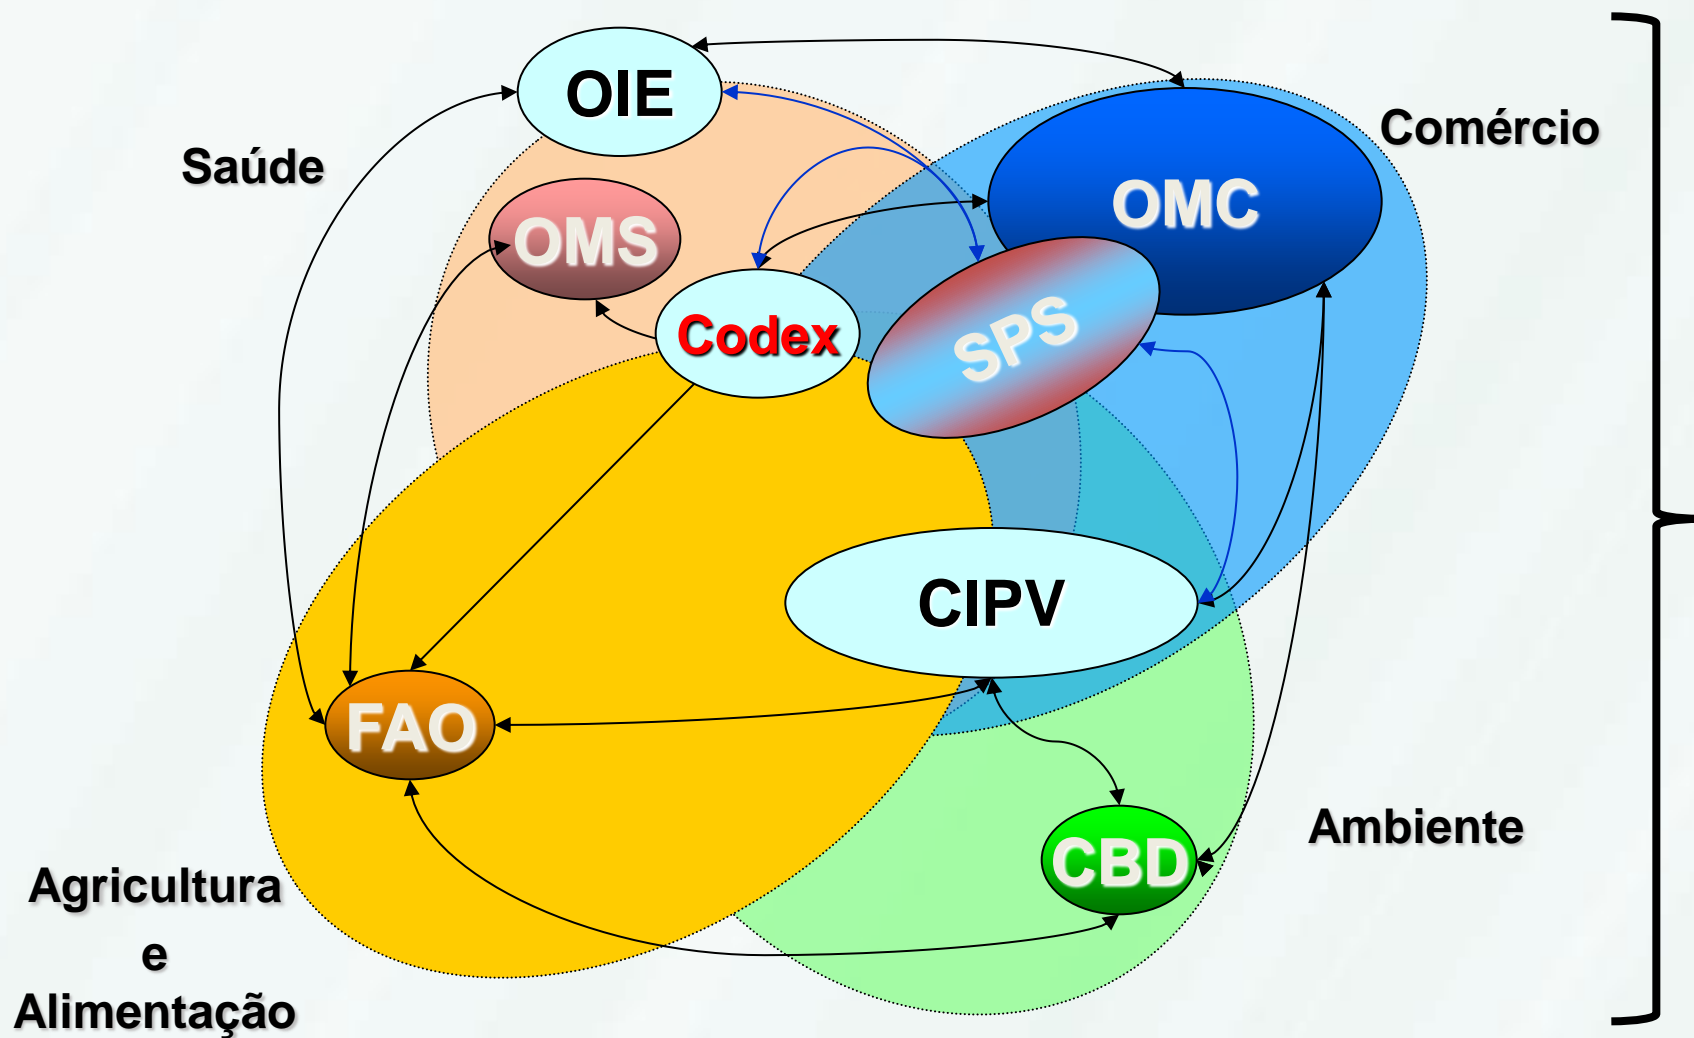 OIE
Comércio
Saúde
OMC
OMS
Codex
SPS
CIPV
FAO
Ambiente
CBD
Agricultura
e
Alimentação